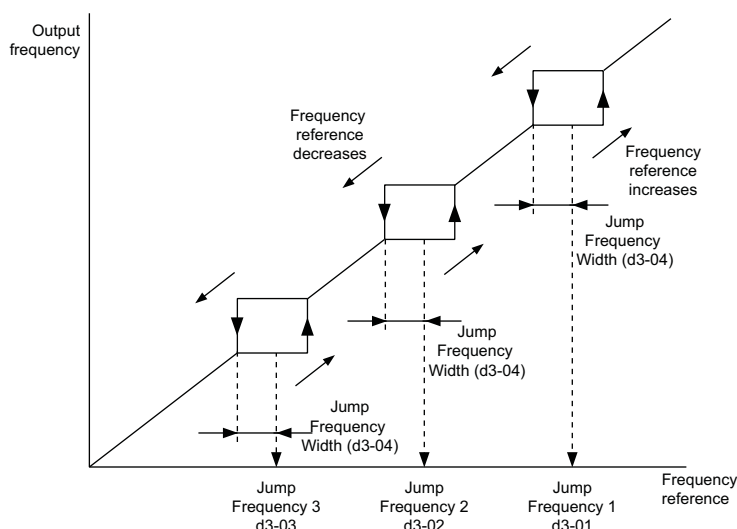 Output
frequency
Frequency
reference
decreases
Frequency
reference
increases
Jump
Frequency
Width (d3-04)
Jump
Frequency
Width (d3-04)
Jump
Frequency
Width (d3-04)
Jump
Frequency 3
d3-03
Jump
Frequency 2
d3-02
Jump
Frequency 1
d3-01
Frequency
reference